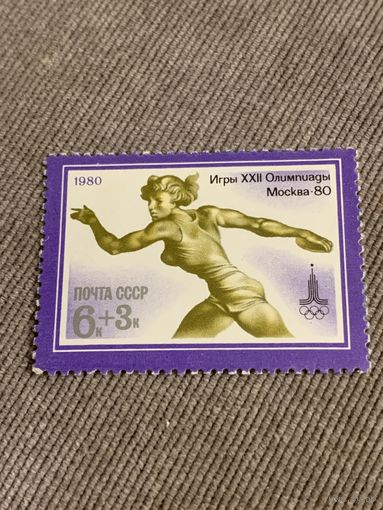 1980
Игры XXII Олимпиады
Москва·80
ПОЧТА СССР
6к+3к